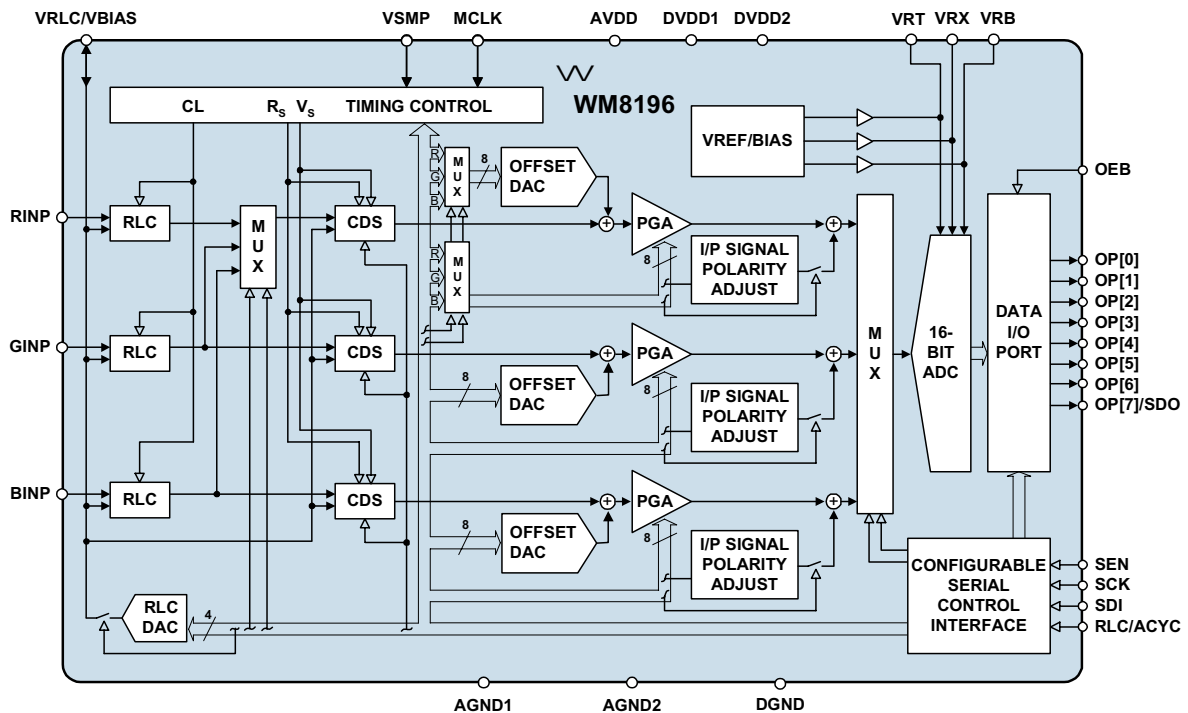 VRLC/VBIAS VSMP MCLK AVDD DVDD1 DVDD2 VRT VRX VRB
WM8196
CL RS VS TIMING CONTROL
VREF/BIAS
R
G
B
M
U
X
8
OFFSET
DAC
OEB
RINP
RLC
M
U
X
CDS
+
PGA
+
8
I/P SIGNAL
POLARITY
ADJUST
R
G
B
M
U
X
M
U
X
16-
BIT
ADC
DATA
I/O
PORT
OP[0]
OP[1]
OP[2]
OP[3]
OP[4]
OP[5]
OP[6]
OP[7]/SDO
GINP
RLC
CDS
+
PGA
+
8
OFFSET
DAC
8
I/P SIGNAL
POLARITY
ADJUST
BINP
RLC
CDS
+
PGA
+
8
OFFSET
DAC
8
I/P SIGNAL
POLARITY
ADJUST
CONFIGURABLE
SERIAL
CONTROL
INTERFACE
SEN
SCK
SDI
RLC/ACYC
RLC
DAC
4
AGND1 AGND2 DGND